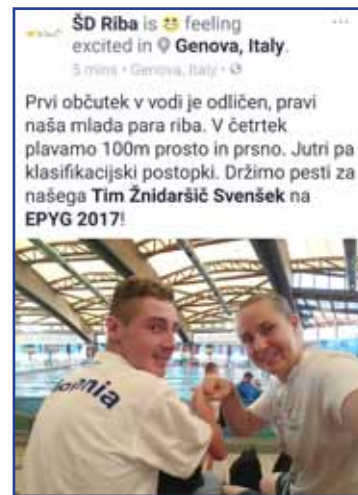 ŠD Riba is 😁 feeling
excited in Genova, Italy.
5 mins • Genova, Italy •
Prvi občutek v vodi je odličen, pravi
naša mlada para riba. V četrtek
plavamo 100m prosto in prsno. Jutri pa
klasifikacijski postopki. Držimo pesti za
našega Tim Žnidaršič Svenšek na
EPYG 2017!